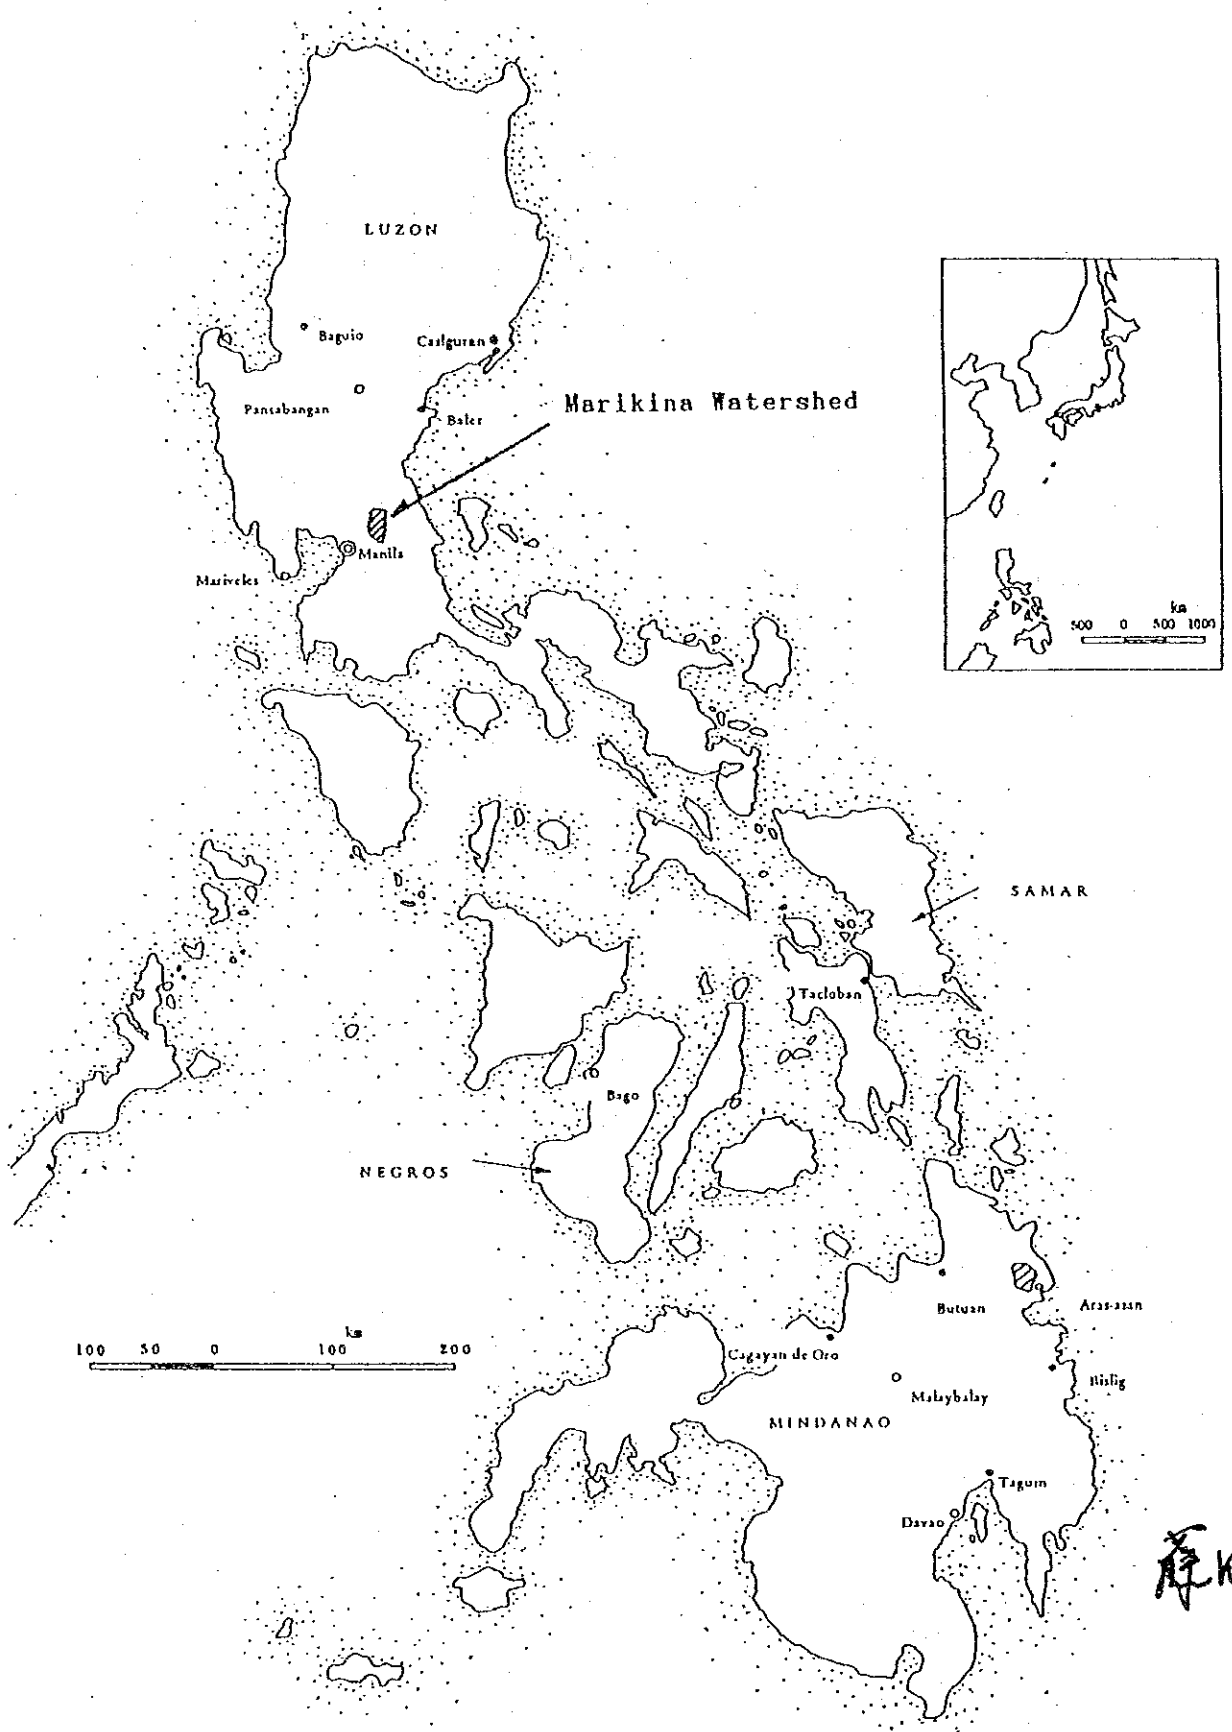 LUZON
Baguio
Casiguran
Pantabangan
Baler
Marikina Watershed
Manila
Mariveles
km
500 0 500 1000
SAMAR
Tacloban
Bago
NEGROS
Butuan
Aras-asan
km
100 50 0 100 200
Cagayan de Oro
Bislig
Malaybalay
MINDANAO
Tagum
Davao